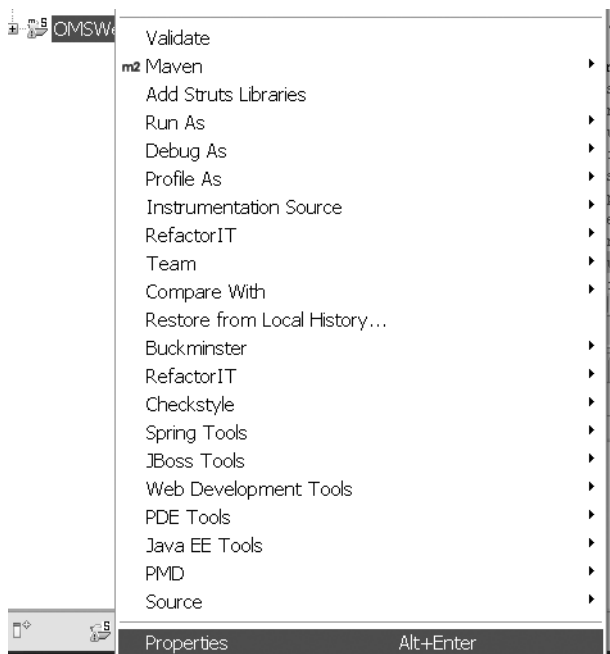 OMSWe
Validate
m2 Maven
Add Struts Libraries
Run As
Debug As
Profile As
Instrumentation Source
RefactorIT
Team
Compare With
Restore from Local History...
Buckminster
RefactorIT
Checkstyle
Spring Tools
JBoss Tools
Web Development Tools
PDE Tools
Java EE Tools
PMD
Source
Properties Alt+Enter